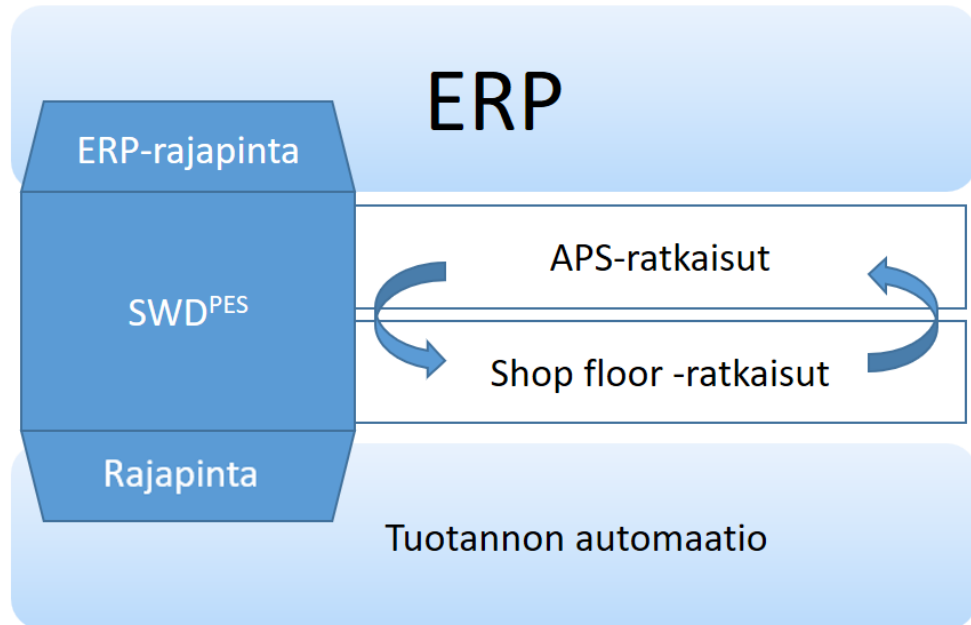 ERP
ERP-rajapinta
APS-ratkaisut
SWDᴾᴱˢ
Shop floor -ratkaisut
Rajapinta
Tuotannon automaatio